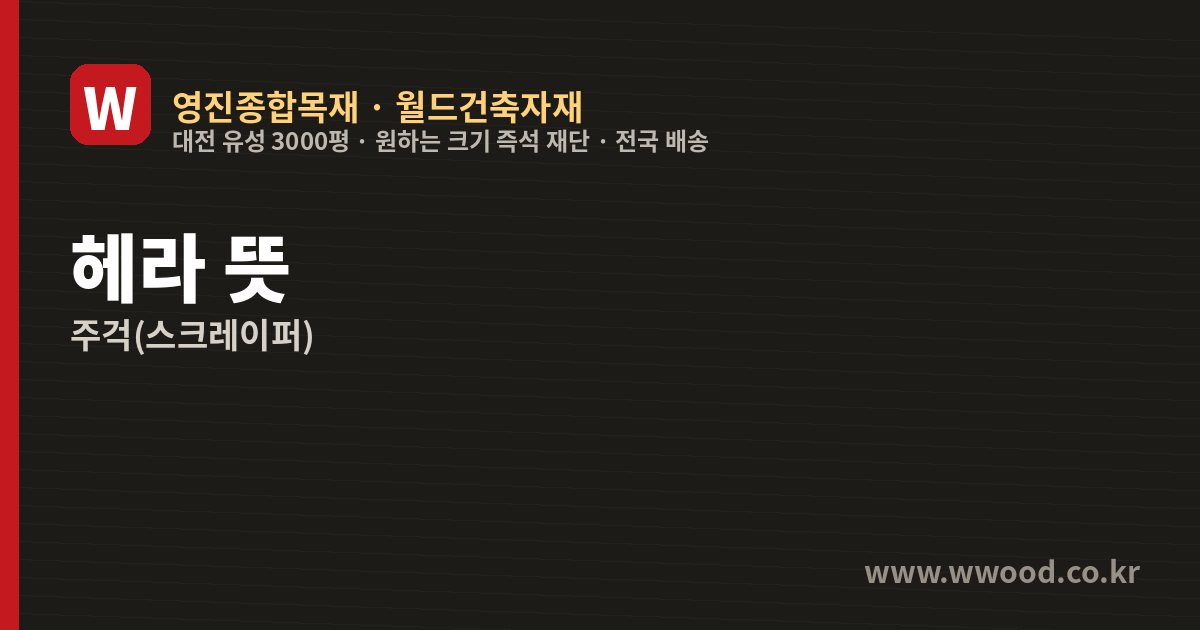 W
영진종합목재 · 월드건축자재
대전 유성 3000평 · 원하는 크기 즉석 재단 · 전국 배송
헤라 뜻
주걱(스크레이퍼)
www.wwood.co.kr